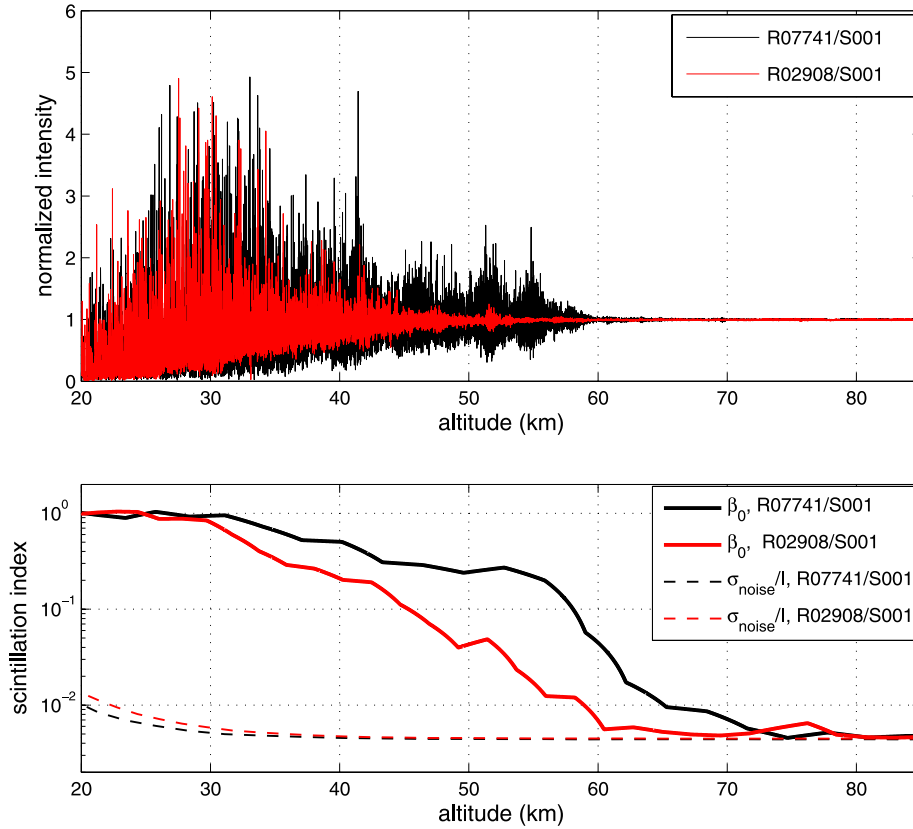 6
5
4
3
2
1
0
normalized intensity
R07741/S001
R02908/S001
20 30 40 50 60 70 80
altitude (km)
10⁰
10⁻¹
10⁻²
scintillation index
β₀, R07741/S001
β₀, R02908/S001
σnoise/I, R07741/S001
σnoise/I, R02908/S001
20 30 40 50 60 70 80
altitude (km)